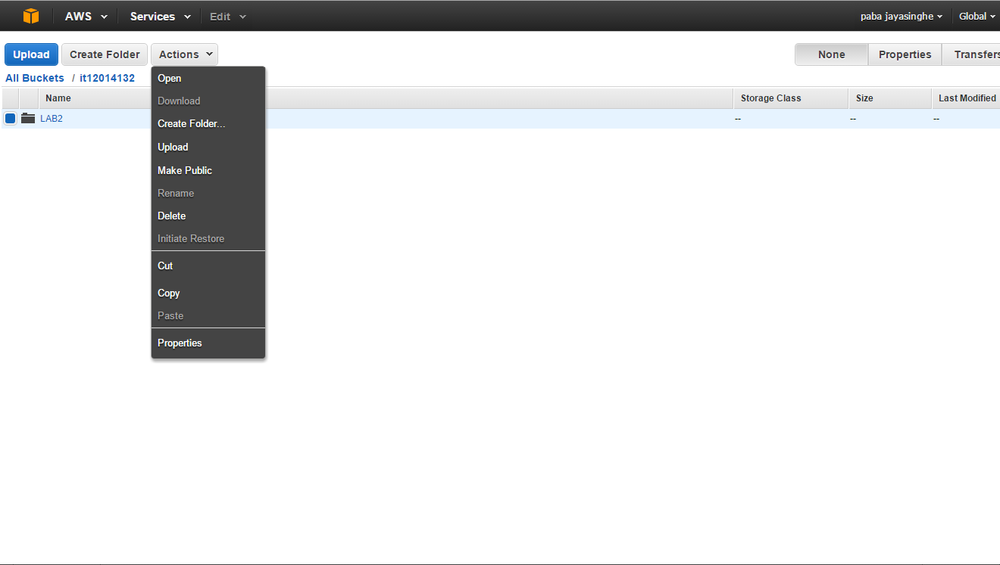 AWS Services Edit paba jayasinghe Global
Upload Create Folder Actions None Properties Transfers
All Buckets / it12014132
Name Storage Class Size Last Modified
LAB2 -- -- --
Open
Download
Create Folder...
Upload
Make Public
Rename
Delete
Initiate Restore
Cut
Copy
Paste
Properties